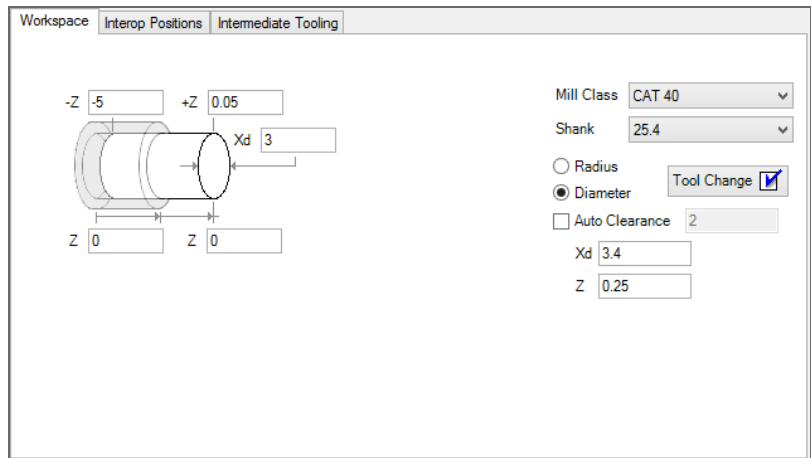 Workspace Interop Positions Intermediate Tooling
-Z -5 +Z 0.05
Xd 3
Z 0 Z 0
Mill Class CAT 40
Shank 25.4
Radius
Diameter
Tool Change
Auto Clearance 2
Xd 3.4
Z 0.25